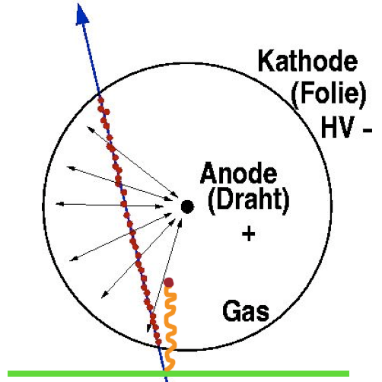 Kathode
(Folie)
HV -
Anode
(Draht)
+
Gas